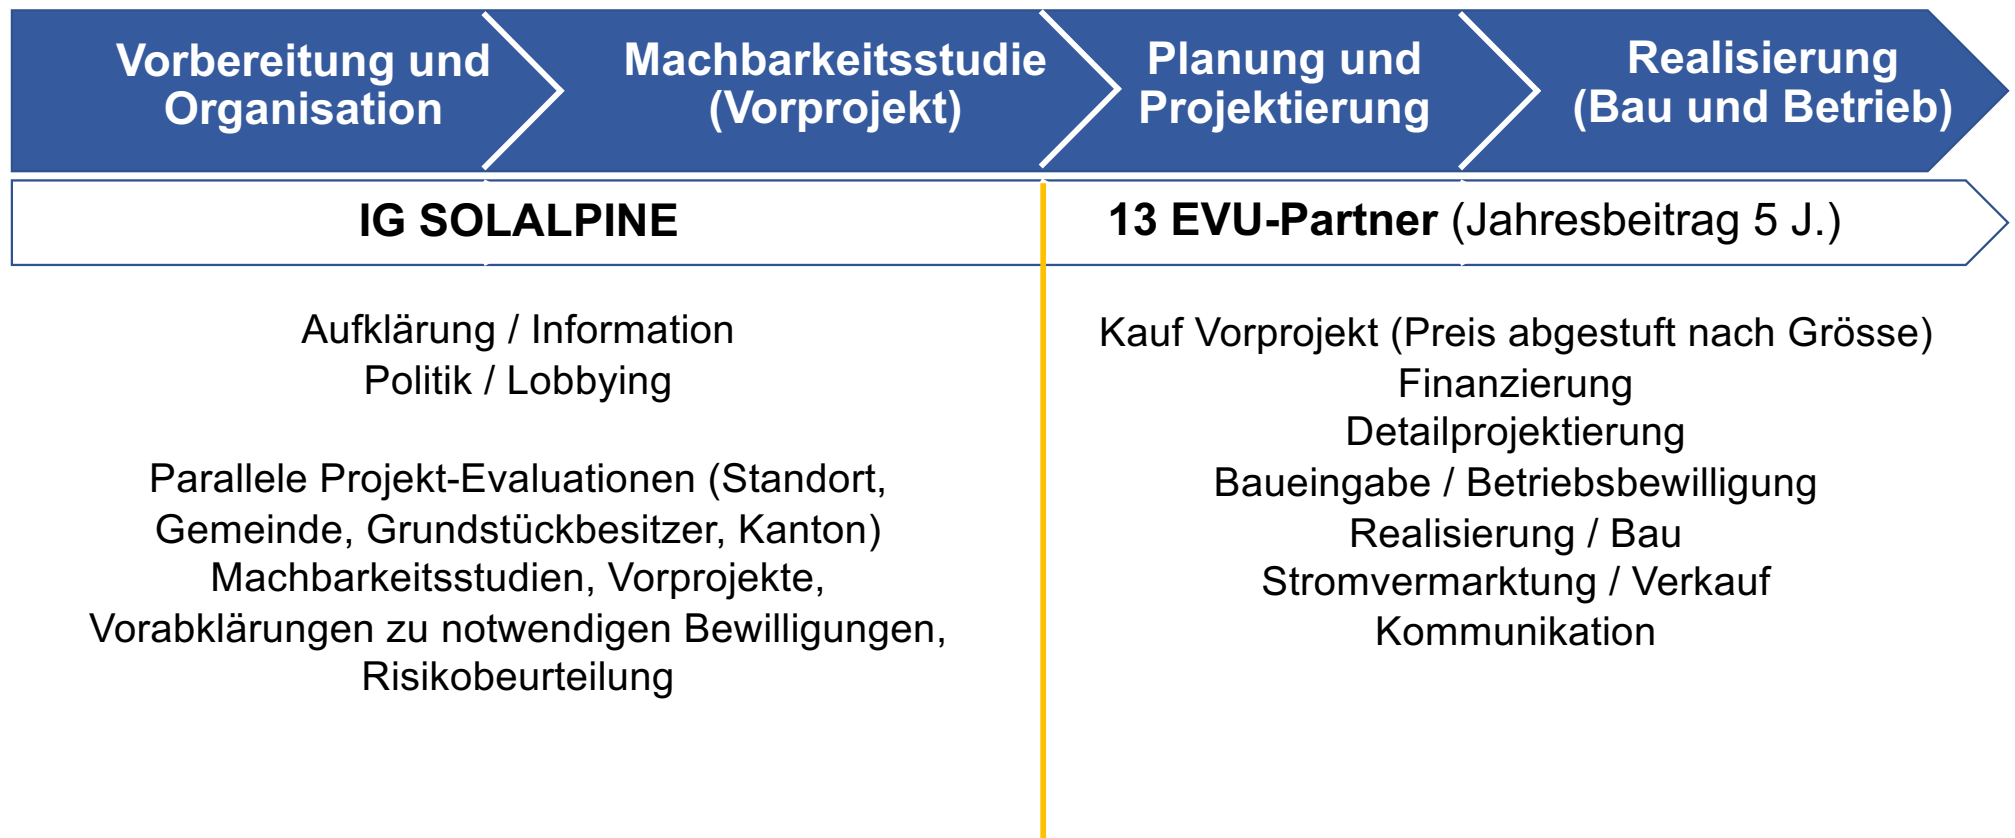 Vorbereitung und
Organisation
Machbarkeitsstudie
(Vorprojekt)
Planung und
Projektierung
Realisierung
(Bau und Betrieb)
IG SOLALPINE
13 EVU-Partner (Jahresbeitrag 5 J.)
Aufklärung / Information
Politik / Lobbying
Parallele Projekt-Evaluationen (Standort,
Gemeinde, Grundstückbesitzer, Kanton)
Machbarkeitsstudien, Vorprojekte,
Vorabklärungen zu notwendigen Bewilligungen,
Risikobeurteilung
Kauf Vorprojekt (Preis abgestuft nach Grösse)
Finanzierung
Detailprojektierung
Baueingabe / Betriebsbewilligung
Realisierung / Bau
Stromvermarktung / Verkauf
Kommunikation